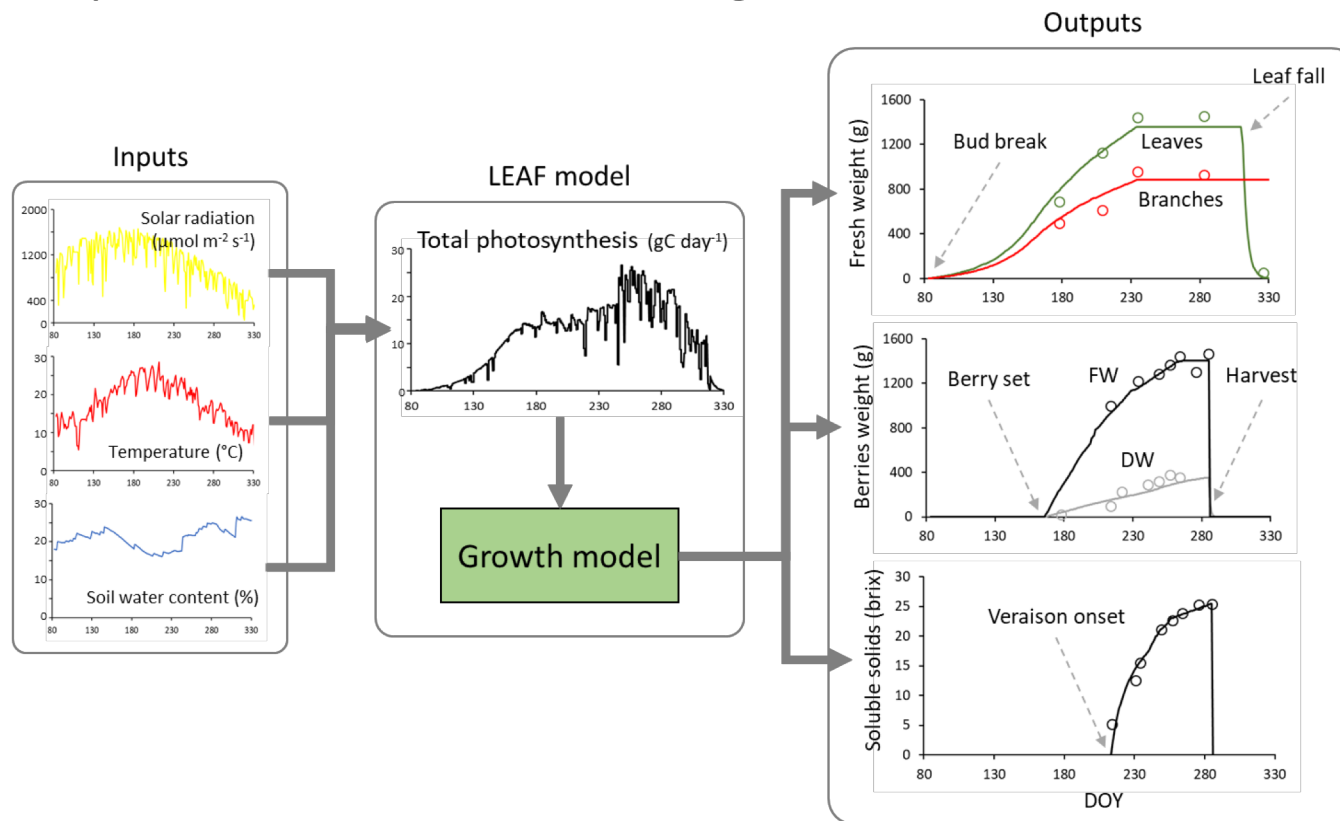 Inputs
Solar radiation
(µmol m-2 s-1)
2000
1200
400
0
80 130 180 230 280 330
30
20
10
0
Temperature (°C)
80 130 180 230 280 330
30
20
10
0
Soil water content (%)
80 130 180 230 280 330
LEAF model
Total photosynthesis (gC day-1)
30
20
10
0
80 130 180 230 280 330
Growth model
Outputs
Leaf fall
Bud break
Leaves
Branches
Fresh weight (g)
1600
1200
800
400
0
80 130 180 230 280 330
Berry set
FW
DW
Harvest
Berries weight (g)
1600
1200
400
0
80 130 180 230 280 330
Veraison onset
Soluble solids (brix)
30
25
20
15
10
5
0
80 130 180 230 280 330
DOY